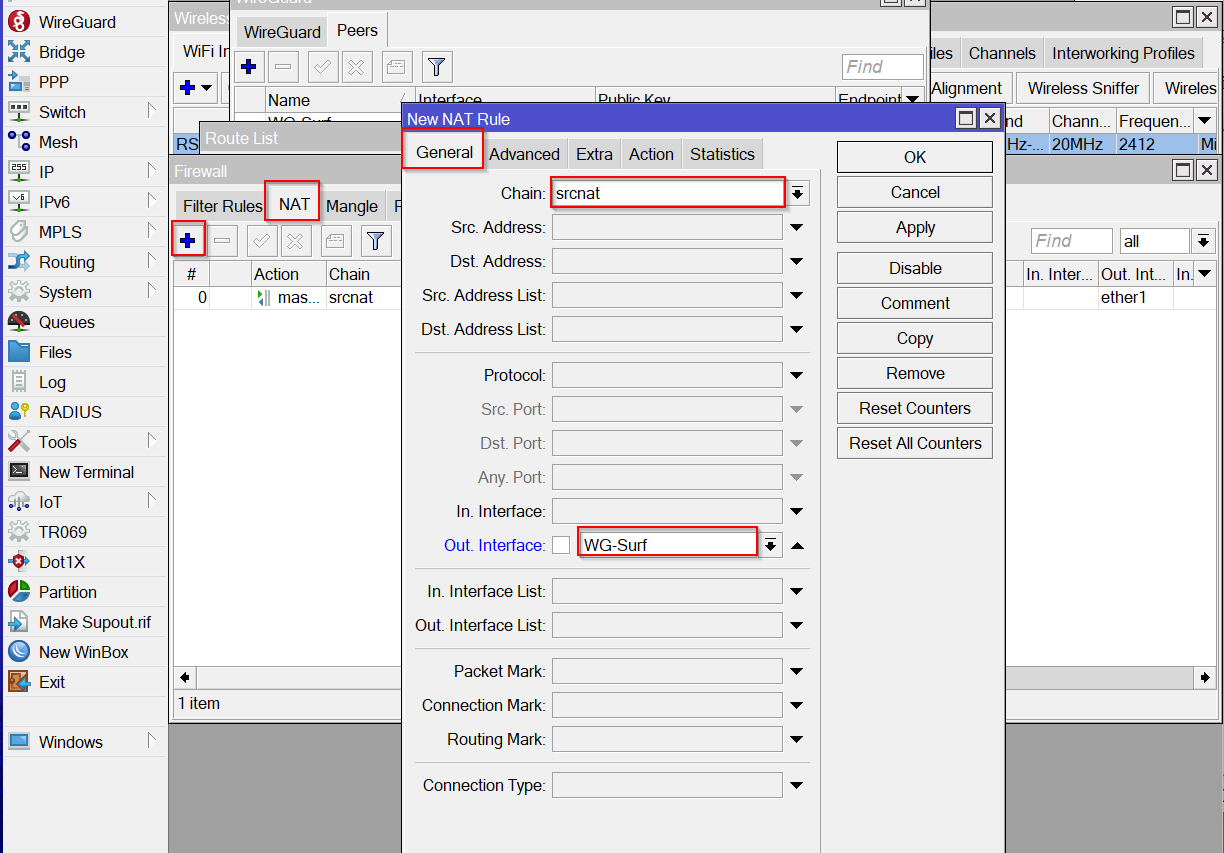 WireGuard
Bridge
PPP
Switch
Mesh
IP
IPv6
MPLS
Routing
System
Queues
Files
Log
RADIUS
Tools
New Terminal
IoT
TR069
Dot1X
Partition
Make Supout.rif
New WinBox
Exit
Windows
255
v6
WiFi In
WireGuard Peers
Find
Name Interface Public Key Endpoint
Channels Interworking Profiles
Alignment Wireless Sniffer Wireles
nd Chann... Frequen...
RS Hz-... 20MHz 2412 Mi
Route List
Firewall
Filter Rules NAT Mangle
Find all
# Action Chain In. Inter... Out. Int... In.
0 mas... srcnat ether1
1 item
New NAT Rule
General Advanced Extra Action Statistics
Chain: srcnat
Src. Address:
Dst. Address:
Src. Address List:
Dst. Address List:
Protocol:
Src. Port:
Dst. Port:
Any. Port:
In. Interface:
Out. Interface: WG-Surf
In. Interface List:
Out. Interface List:
Packet Mark:
Connection Mark:
Routing Mark:
Connection Type:
OK
Cancel
Apply
Disable
Comment
Copy
Remove
Reset Counters
Reset All Counters